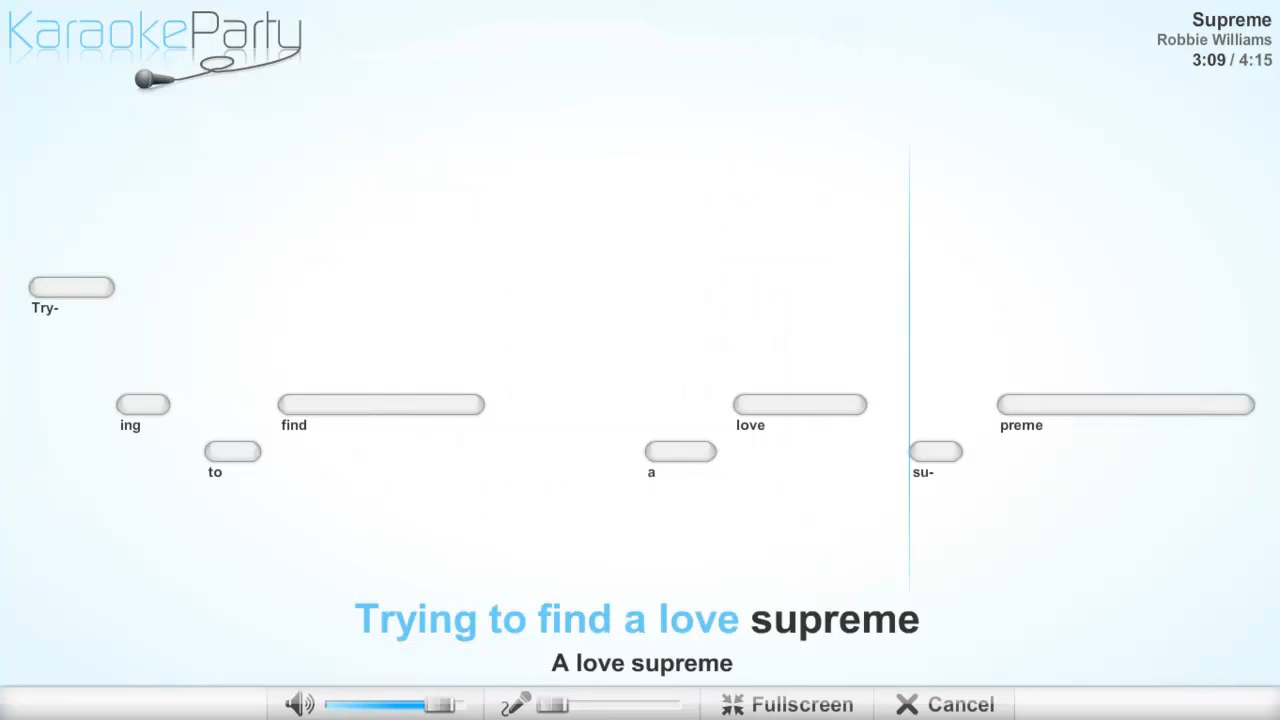 KaraokeParty
Supreme
Robbie Williams
3:09 / 4:15
Try-
ing
to
find
a
love
su-
preme
Trying to find a love supreme
A love supreme
Fullscreen
Cancel